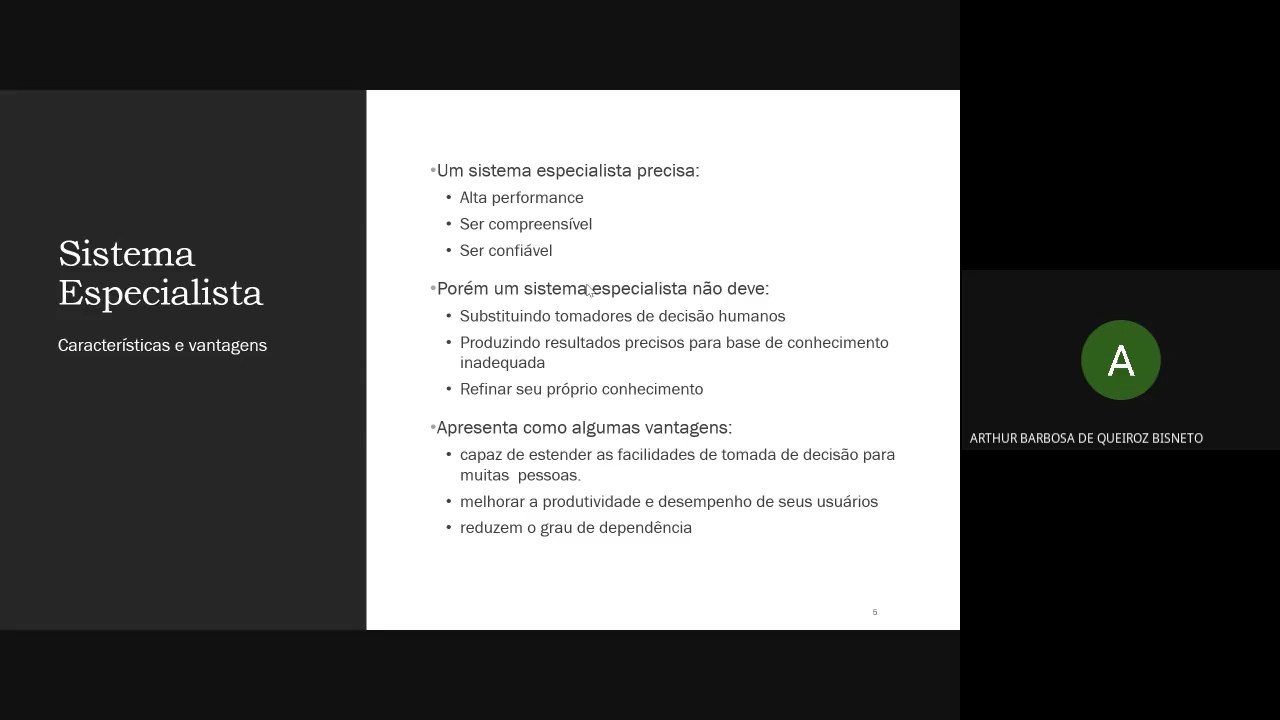 Sistema
Especialista
Características e vantagens
•Um sistema especialista precisa:
• Alta performance
• Ser compreensível
• Ser confiável
•Porém um sistema especialista não deve:
• Substituindo tomadores de decisão humanos
• Produzindo resultados precisos para base de conhecimento
inadequada
• Refinar seu próprio conhecimento
•Apresenta como algumas vantagens:
• capaz de estender as facilidades de tomada de decisão para
muitas pessoas.
• melhorar a produtividade e desempenho de seus usuários
• reduzem o grau de dependência
5
A
ARTHUR BARBOSA DE QUEIROZ BISNETO